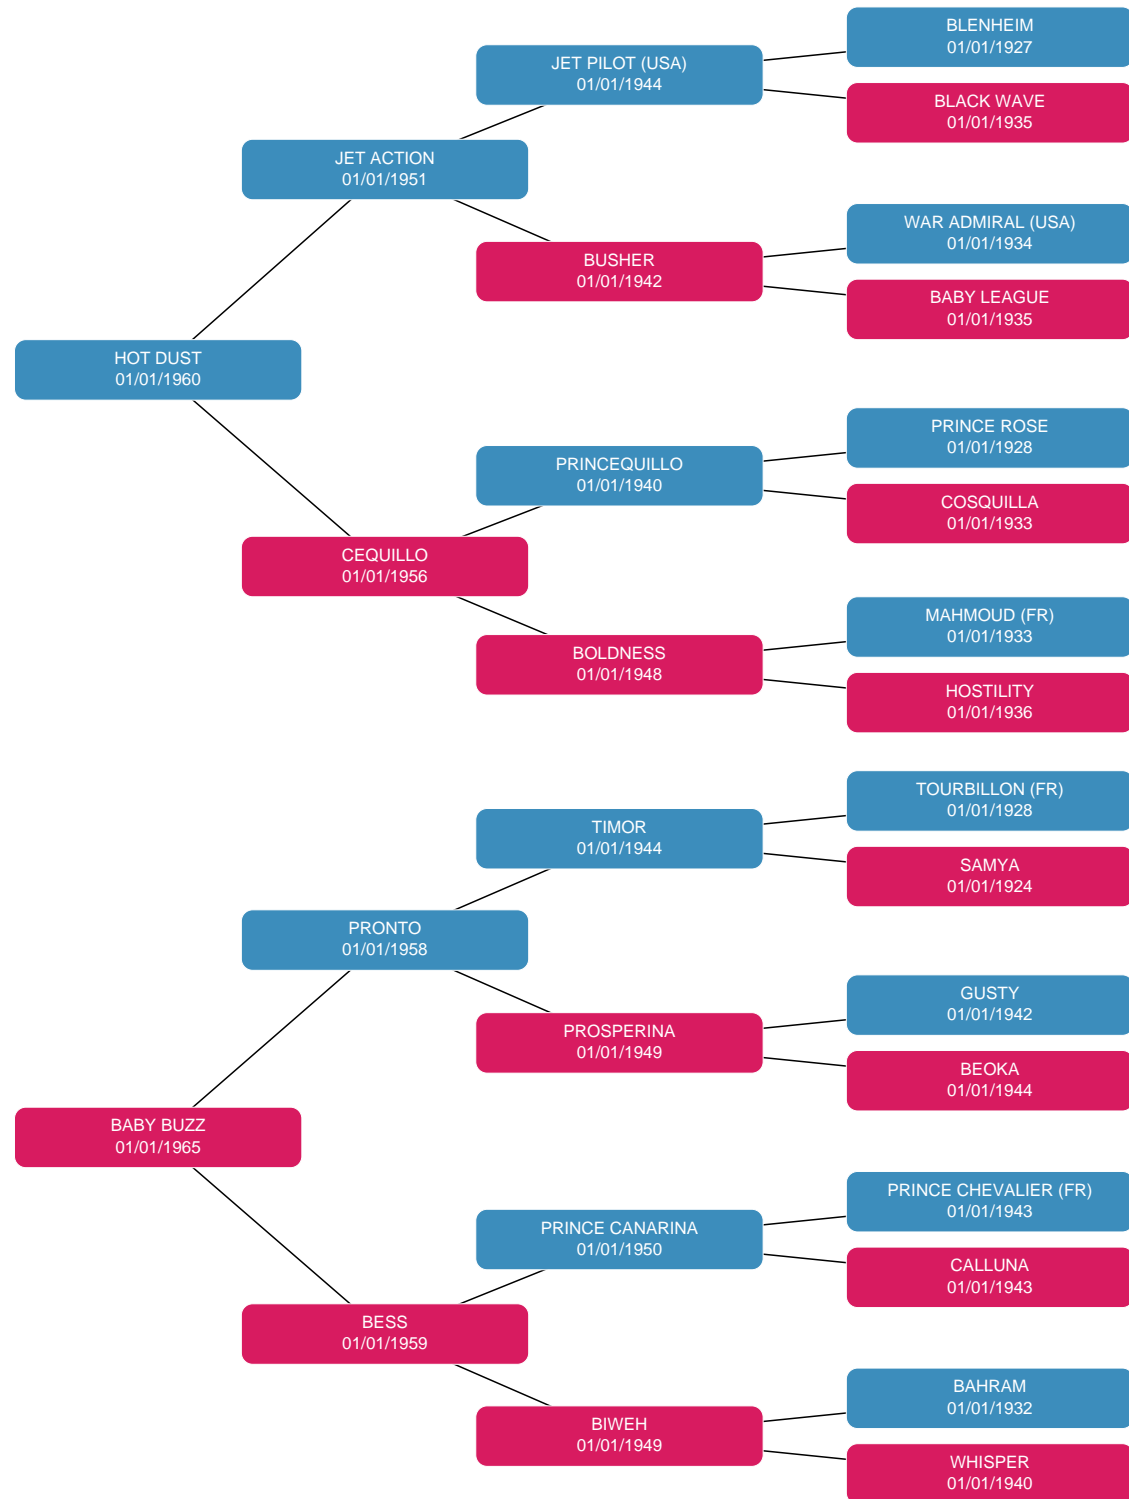 BLENHEIM
01/01/1927
JET PILOT (USA)
01/01/1944
BLACK WAVE
01/01/1935
JET ACTION
01/01/1951
WAR ADMIRAL (USA)
01/01/1934
BUSHER
01/01/1942
BABY LEAGUE
01/01/1935
HOT DUST
01/01/1960
PRINCE ROSE
01/01/1928
PRINCEQUILLO
01/01/1940
COSQUILLA
01/01/1933
CEQUILLO
01/01/1956
MAHMOUD (FR)
01/01/1933
BOLDNESS
01/01/1948
HOSTILITY
01/01/1936
TOURBILLON (FR)
01/01/1928
TIMOR
01/01/1944
SAMYA
01/01/1924
PRONTO
01/01/1958
GUSTY
01/01/1942
PROSPERINA
01/01/1949
BEOKA
01/01/1944
BABY BUZZ
01/01/1965
PRINCE CHEVALIER (FR)
01/01/1943
PRINCE CANARINA
01/01/1950
CALLUNA
01/01/1943
BESS
01/01/1959
BAHRAM
01/01/1932
BIWEH
01/01/1949
WHISPER
01/01/1940